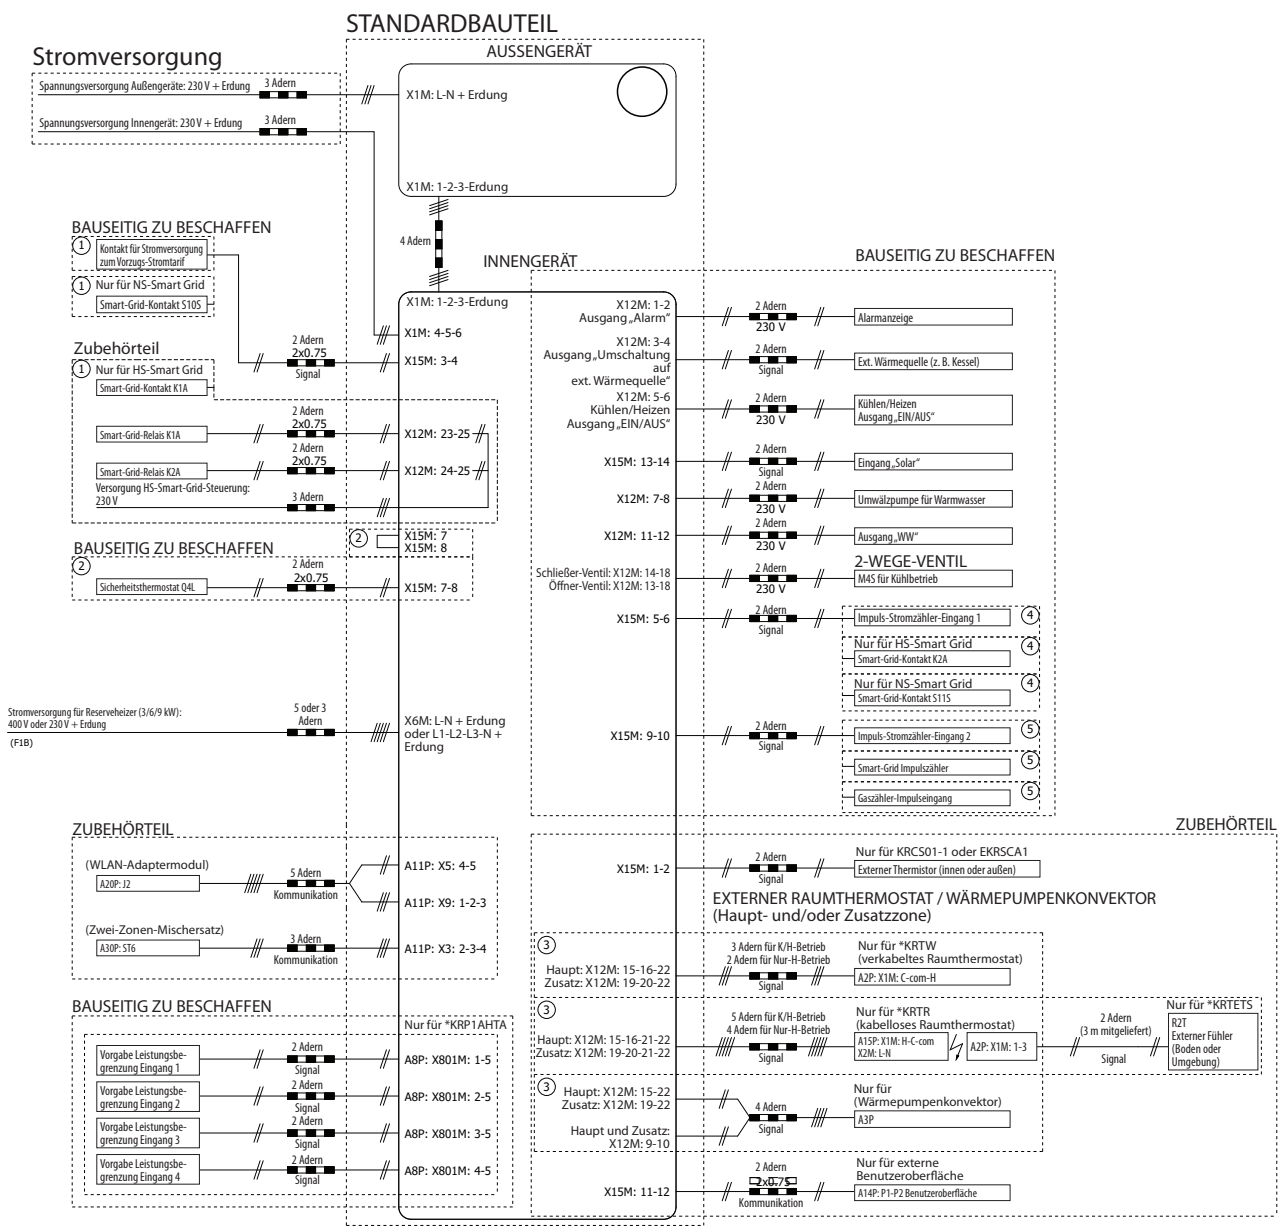 STANDARDBAUTEIL
Stromversorgung
AUSSENGERÄT
Spannungsversorgung Außengeräte: 230 V + Erdung
3 Adern
X1M: L-N + Erdung
Spannungsversorgung Innengerät: 230 V + Erdung
3 Adern
X1M: 1-2-3-Erdung
4 Adern
BAUSEITIG ZU BESCHAFFEN
1
Kontakt für Stromversorgung
zum Vorzugs-Stromtarif
1 Nur für NS-Smart Grid
Smart-Grid-Kontakt S10S
INNENGERÄT
X1M: 1-2-3-Erdung
X1M: 4-5-6
2 Adern
2x0.75
Signal
X15M: 3-4
Zubehörteil
1 Nur für HS-Smart Grid
Smart-Grid-Kontakt K1A
Smart-Grid-Relais K1A
2 Adern
2x0.75
X12M: 23-25
Smart-Grid-Relais K2A
2 Adern
2x0.75
X12M: 24-25
Versorgung HS-Smart-Grid-Steuerung:
230 V
3 Adern
2
X15M: 7
X15M: 8
BAUSEITIG ZU BESCHAFFEN
2
Sicherheitsthermostat Q4L
2 Adern
2x0.75
X15M: 7-8
Stromversorgung für Reserveheizer (3/6/9 kW):
400 V oder 230 V + Erdung
(F1B)
5 oder 3
Adern
X6M: L-N + Erdung
oder L1-L2-L3-N +
Erdung
ZUBEHÖRTEIL
(WLAN-Adaptermodul)
A20P: J2
5 Adern
Kommunikation
A11P: X5: 4-5
A11P: X9: 1-2-3
(Zwei-Zonen-Mischersatz)
A30P: ST6
3 Adern
Kommunikation
A11P: X3: 2-3-4
BAUSEITIG ZU BESCHAFFEN
Nur für *KRP1AHTA
Vorgabe Leistungsbe-
grenzung Eingang 1
2 Adern
Signal
A8P: X801M: 1-5
Vorgabe Leistungsbe-
grenzung Eingang 2
2 Adern
Signal
A8P: X801M: 2-5
Vorgabe Leistungsbe-
grenzung Eingang 3
2 Adern
Signal
A8P: X801M: 3-5
Vorgabe Leistungsbe-
grenzung Eingang 4
2 Adern
Signal
A8P: X801M: 4-5
BAUSEITIG ZU BESCHAFFEN
X12M: 1-2
Ausgang „Alarm“
2 Adern
230 V
Alarmanzeige
X12M: 3-4
Ausgang „Umschaltung
auf
ext. Wärmequelle“
2 Adern
Signal
Ext. Wärmequelle (z. B. Kessel)
X12M: 5-6
Kühlen/Heizen
Ausgang „EIN/AUS“
2 Adern
230 V
Kühlen/Heizen
Ausgang „EIN/AUS“
X15M: 13-14
2 Adern
Signal
Eingang „Solar“
X12M: 7-8
2 Adern
230 V
Umwälzpumpe für Warmwasser
X12M: 11-12
2 Adern
230 V
Ausgang „WW“
2-WEGE-VENTIL
Schließer-Ventil: X12M: 14-18
Öffner-Ventil: X12M: 13-18
2 Adern
230 V
M4S für Kühlbetrieb
X15M: 5-6
2 Adern
Signal
Impuls-Stromzähler-Eingang 1
4
Nur für HS-Smart Grid
Smart-Grid-Kontakt K2A
4
Nur für NS-Smart Grid
Smart-Grid-Kontakt S11S
4
X15M: 9-10
2 Adern
Signal
Impuls-Stromzähler-Eingang 2
5
Smart-Grid Impulszähler
5
Gaszähler-Impulseingang
5
ZUBEHÖRTEIL
X15M: 1-2
2 Adern
Signal
Nur für KRCS01-1 oder EKRSCA1
Externer Thermistor (innen oder außen)
EXTERNER RAUMTHERMOSTAT / WÄRMEPUMPENKONVEKTOR
(Haupt- und/oder Zusatzzone)
3
Haupt: X12M: 15-16-22
Zusatz: X12M: 19-20-22
3 Adern für K/H-Betrieb
2 Adern für Nur-H-Betrieb
Signal
Nur für *KRTW
(verkabeltes Raumthermostat)
A2P: X1M: C-com-H
3
Haupt: X12M: 15-16-21-22
Zusatz: X12M: 19-20-21-22
5 Adern für K/H-Betrieb
4 Adern für Nur-H-Betrieb
Signal
Nur für *KRTR
(kabelloses Raumthermostat)
A15P: X1M: H-C-com
X2M: L-N
A2P: X1M: 1-3
2 Adern
(3 m mitgeliefert)
Signal
Nur für *KRTETS
R2T
Externer Fühler
(Boden oder
Umgebung)
3
Haupt: X12M: 15-22
Zusatz: X12M: 19-22
Haupt und Zusatz:
X12M: 9-10
4 Adern
Signal
Nur für
(Wärmepumpenkonvektor)
A3P
X15M: 11-12
2 Adern
2x0.75
Kommunikation
Nur für externe
Benutzeroberfläche
A14P: P1-P2 Benutzeroberfläche